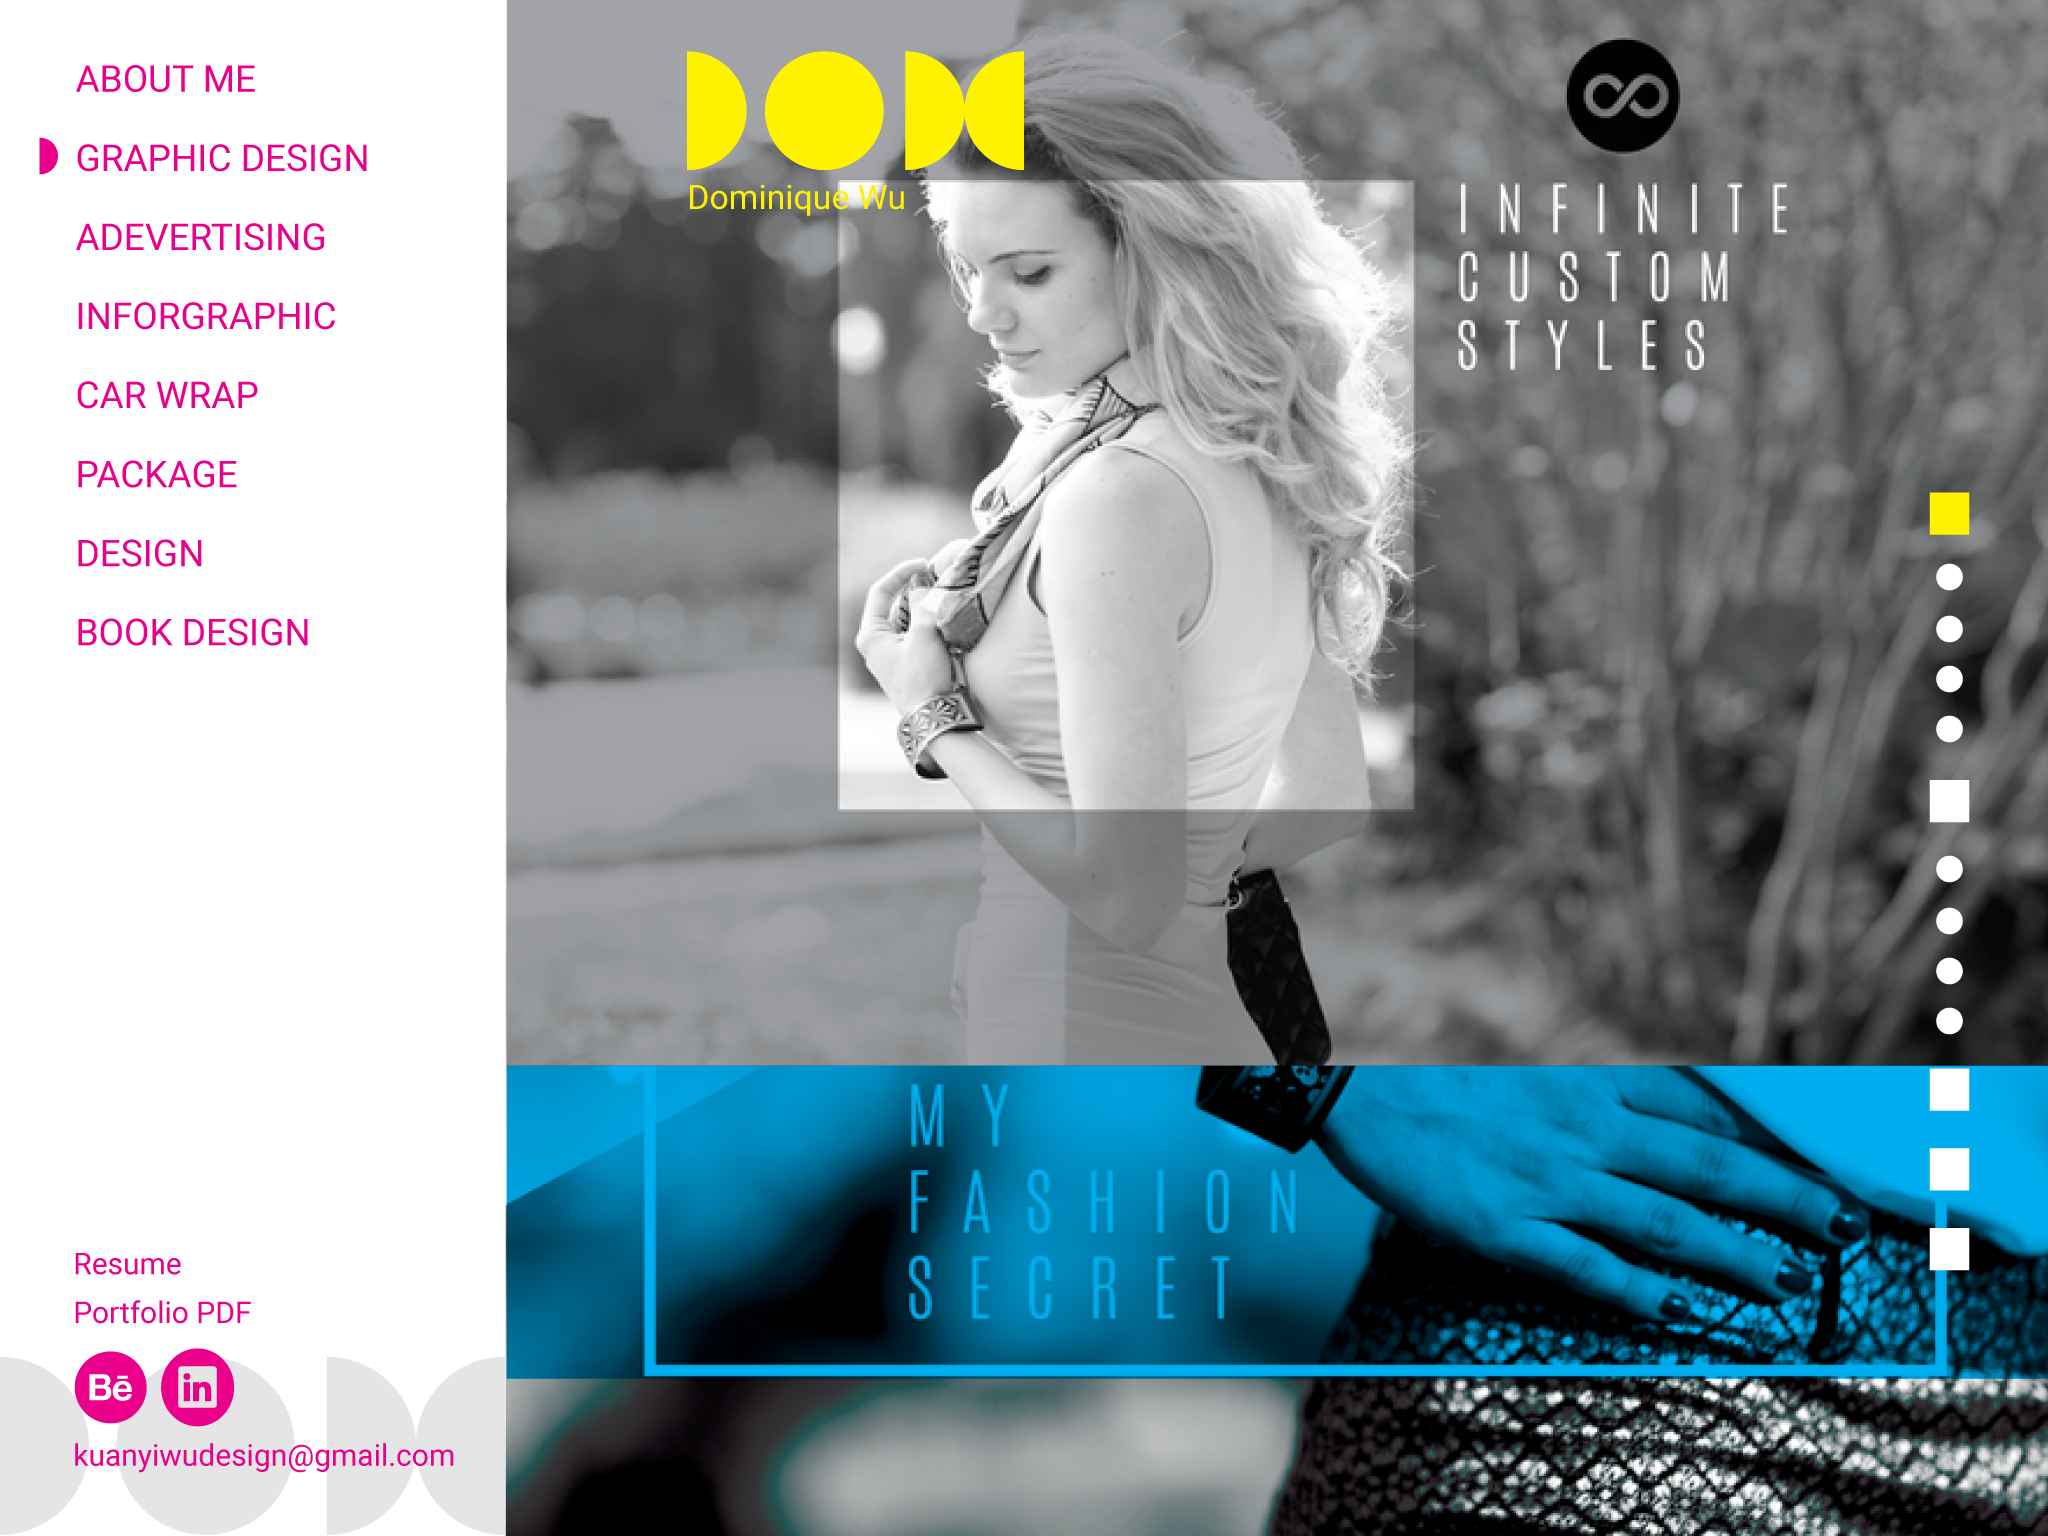 ABOUT ME
GRAPHIC DESIGN
ADEVERTISING
INFORGRAPHIC
CAR WRAP
PACKAGE
DESIGN
BOOK DESIGN
Resume
Portfolio PDF
Bē in
kuanyiwudesign@gmail.com
Dominique Wu
INFINITE
CUSTOM
STYLES
MY
FASHION
SECRET